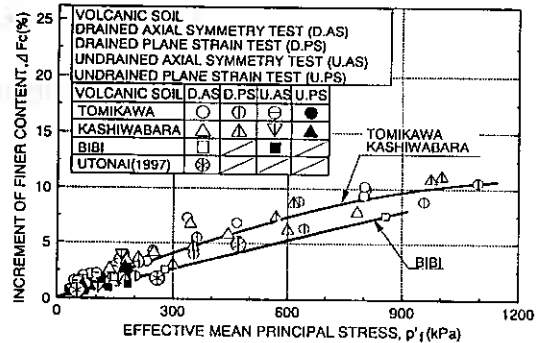 VOLCANIC SOIL
DRAINED AXIAL SYMMETRY TEST (D.AS)
DRAINED PLANE STRAIN TEST (D.PS)
UNDRAINED AXIAL SYMMETRY TEST (U.AS)
UNDRAINED PLANE STRAIN TEST (U.PS)
VOLCANIC SOIL D.AS D.PS U.AS U.PS
TOMIKAWA
KASHIWABARA
BIBI
UTONAI(1997)
TOMIKAWA
KASHIWABARA
BIBI
INCREMENT OF FINER CONTENT, Δ Fc(%)
25
20
15
10
5
0
0 300 600 900 1200
EFFECTIVE MEAN PRINCIPAL STRESS, p'f(kPa)